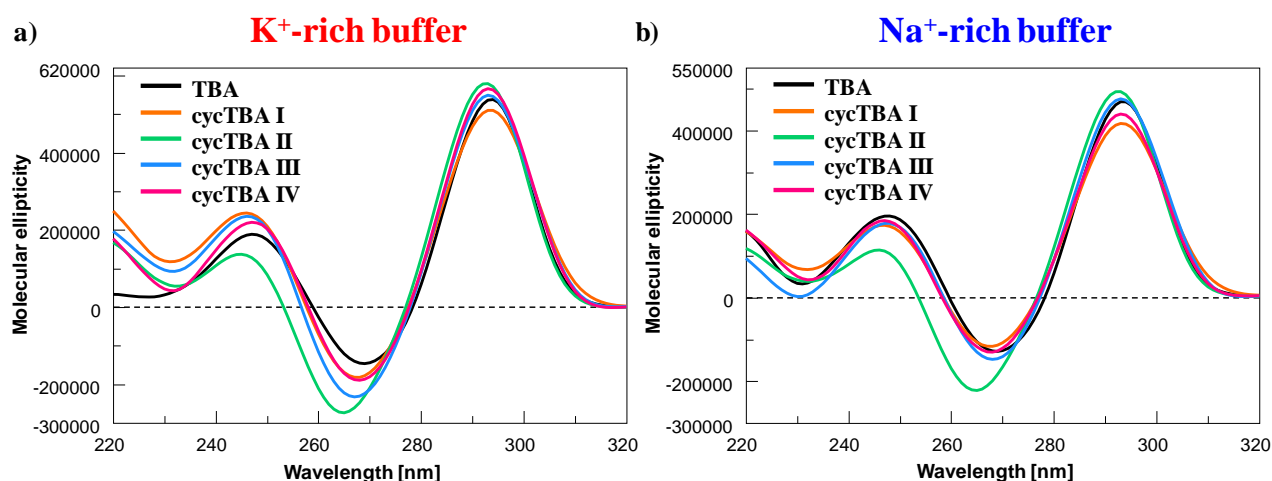 a)
K⁺-rich buffer
620000
400000
200000
0
-200000
-300000
Molecular ellipticity
TBA
cycTBA I
cycTBA II
cycTBA III
cycTBA IV
220 240 260 280 300 320
Wavelength [nm]
b)
Na⁺-rich buffer
550000
400000
200000
0
-200000
-300000
Molecular ellipticity
TBA
cycTBA I
cycTBA II
cycTBA III
cycTBA IV
220 240 260 280 300 320
Wavelength [nm]